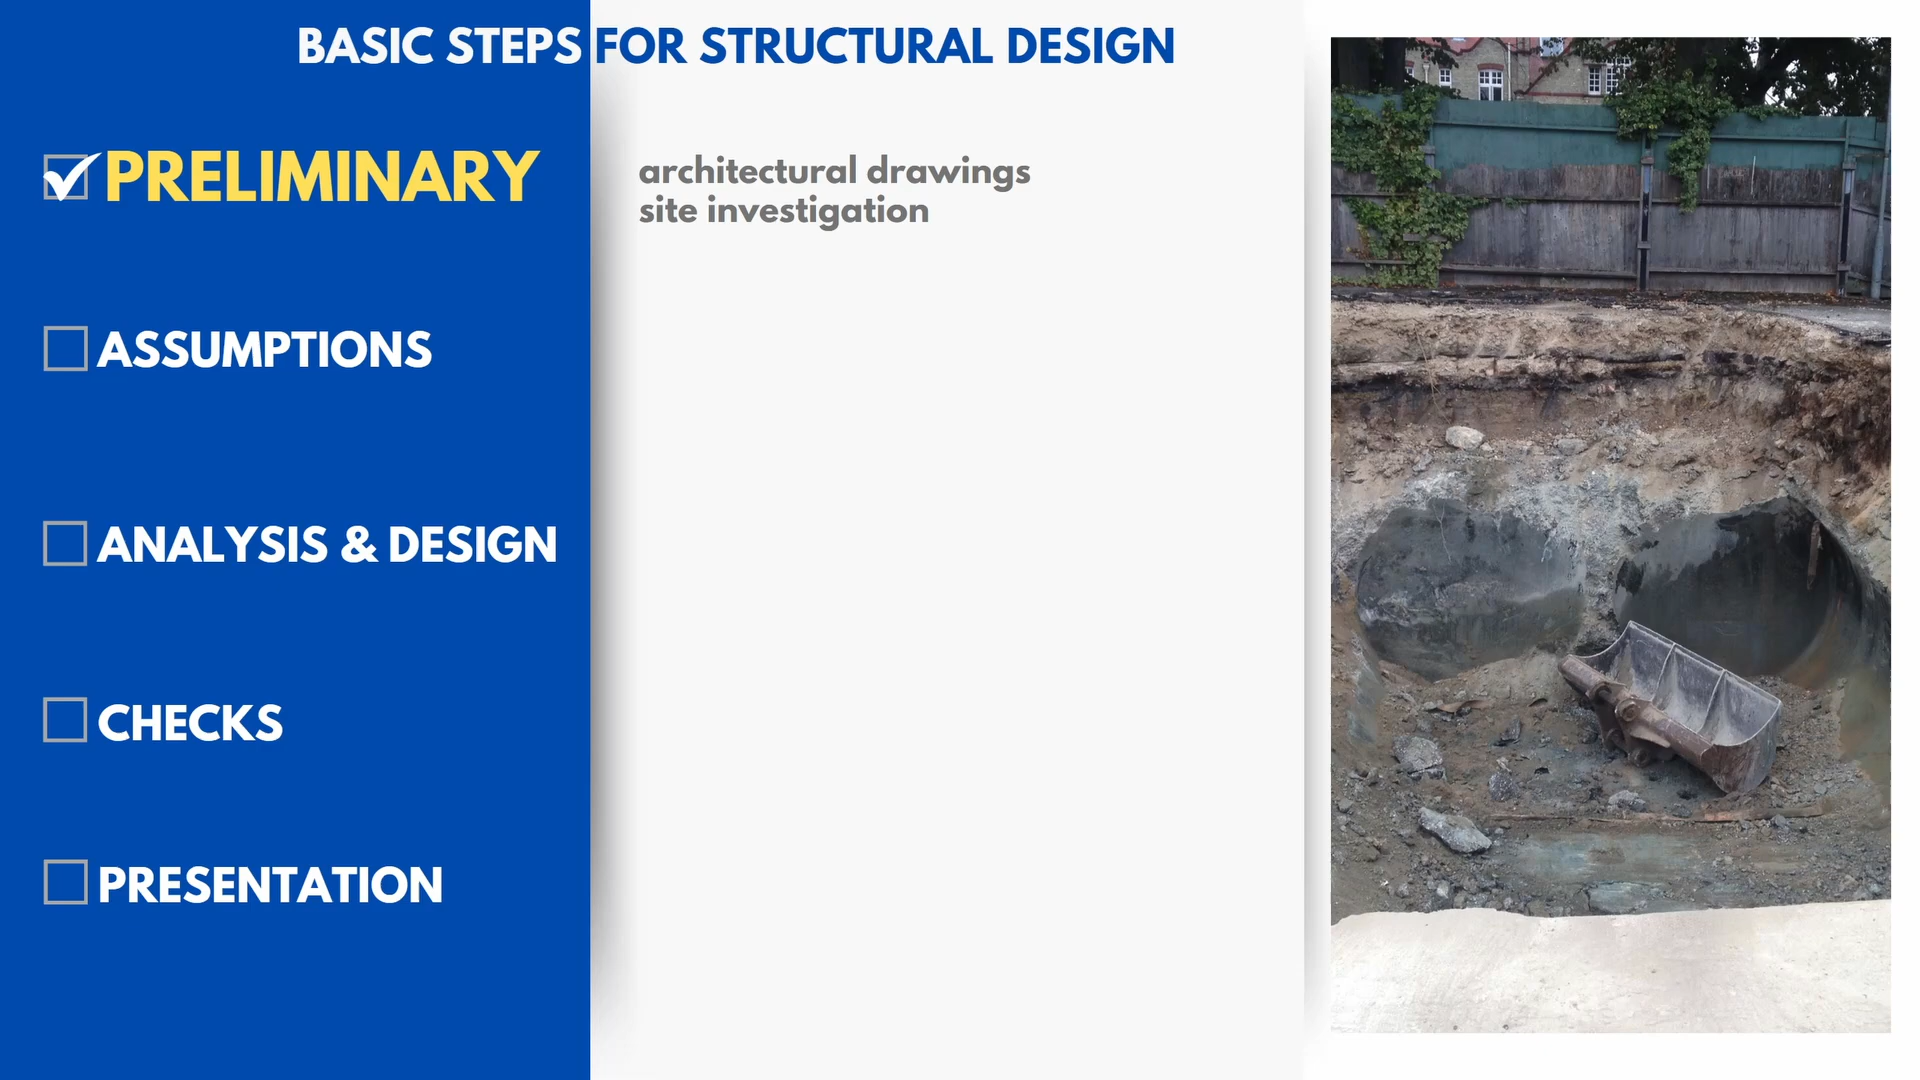 BASIC STEPS FOR STRUCTURAL DESIGN
PRELIMINARY
architectural drawings
site investigation
ASSUMPTIONS
ANALYSIS & DESIGN
CHECKS
PRESENTATION